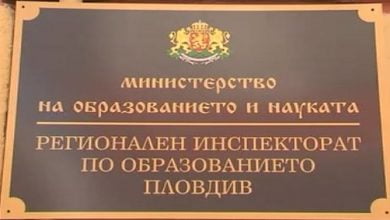 МИНИСТЕРСТВО
НА ОБРАЗОВАНИЕТО И НАУКАТА
РЕГИОНАЛЕН ИНСПЕКТОРАТ
ПО ОБРАЗОВАНИЕТО
ПЛОВДИВ